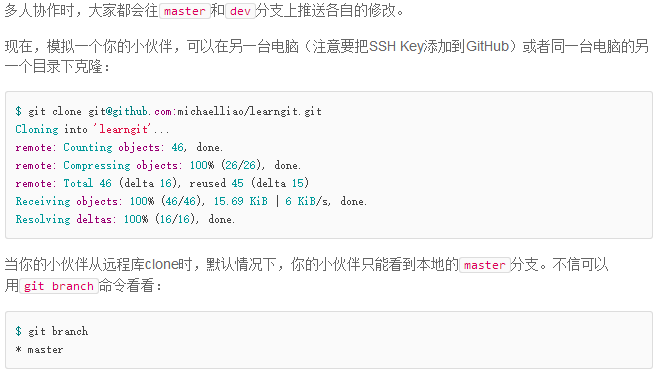 多人协作时，大家都会往master和dev分支上推送各自的修改。
现在，模拟一个你的小伙伴，可以在另一台电脑（注意要把SSH Key添加到GitHub）或者同一台电脑的另
一个目录下克隆：
$ git clone git@github.com:michaelliao/learngit.git
Cloning into 'learngit'...
remote: Counting objects: 46, done.
remote: Compressing objects: 100% (26/26), done.
remote: Total 46 (delta 16), reused 45 (delta 15)
Receiving objects: 100% (46/46), 15.69 KiB | 6 KiB/s, done.
Resolving deltas: 100% (16/16), done.
当你的小伙伴从远程库clone时，默认情况下，你的小伙伴只能看到本地的master分支。不信可以
用git branch命令看看：
$ git branch
* master